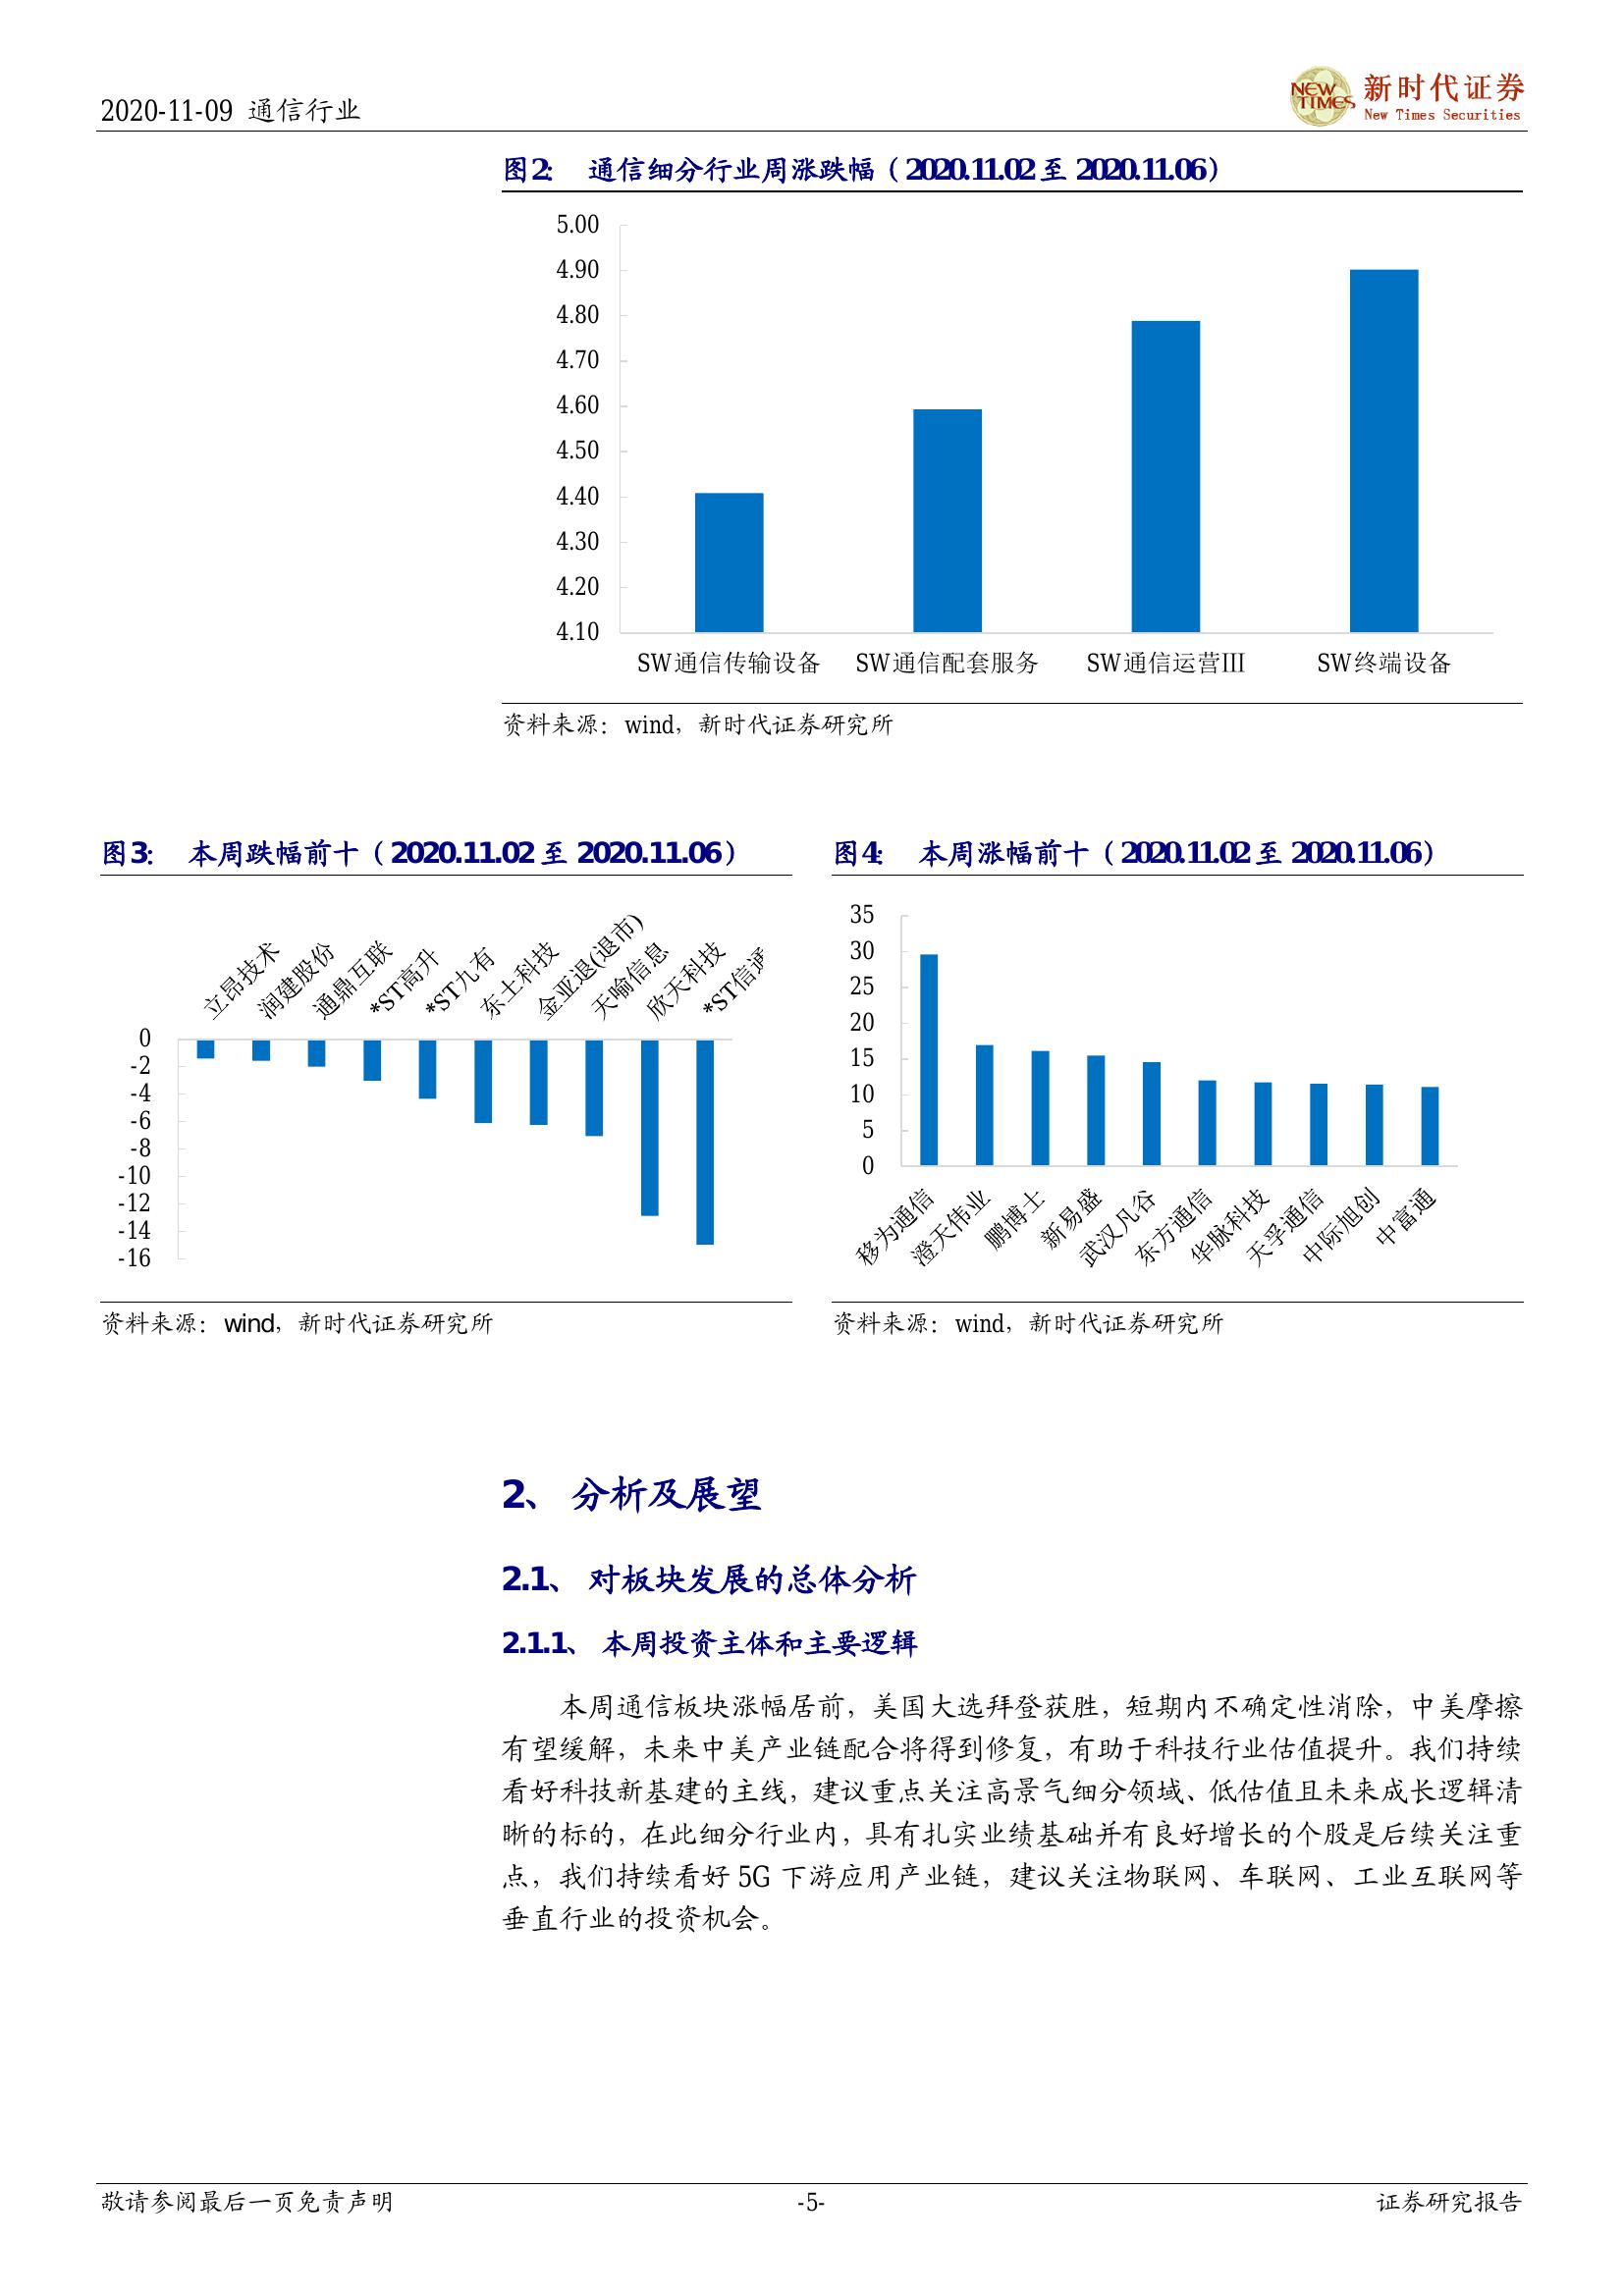 2020-11-09 通信行业
NEW TIMES
新时代证券
New Times Securities
图2: 通信细分行业周涨跌幅（2020.11.02至 2020.11.06）
5.00
4.90
4.80
4.70
4.60
4.50
4.40
4.30
4.20
4.10
SW通信传输设备 SW通信配套服务 SW通信运营III SW终端设备
资料来源：wind，新时代证券研究所
图3: 本周跌幅前十（2020.11.02 至 2020.11.06）
立昂技术
润建股份
通鼎互联
*ST高升
*ST九有
东土科技
金亚退(退市)
天喻信息
欣天科技
*ST信通
0
-2
-4
-6
-8
-10
-12
-14
-16
资料来源：wind，新时代证券研究所
图4: 本周涨幅前十（2020.11.02 至 2020.11.06）
35
30
25
20
15
10
5
0
移为通信
澄天伟业
鹏博士
新易盛
武汉凡谷
东方通信
华脉科技
天孚通信
中际旭创
中富通
资料来源：wind，新时代证券研究所
2、 分析及展望
2.1、 对板块发展的总体分析
2.1.1、 本周投资主体和主要逻辑
本周通信板块涨幅居前，美国大选拜登获胜，短期内不确定性消除，中美摩擦
有望缓解，未来中美产业链配合将得到修复，有助于科技行业估值提升。我们持续
看好科技新基建的主线，建议重点关注高景气细分领域、低估值且未来成长逻辑清
晰的标的，在此细分行业内，具有扎实业绩基础并有良好增长的个股是后续关注重
点，我们持续看好 5G 下游应用产业链，建议关注物联网、车联网、工业互联网等
垂直行业的投资机会。
敬请参阅最后一页免责声明 -5- 证券研究报告